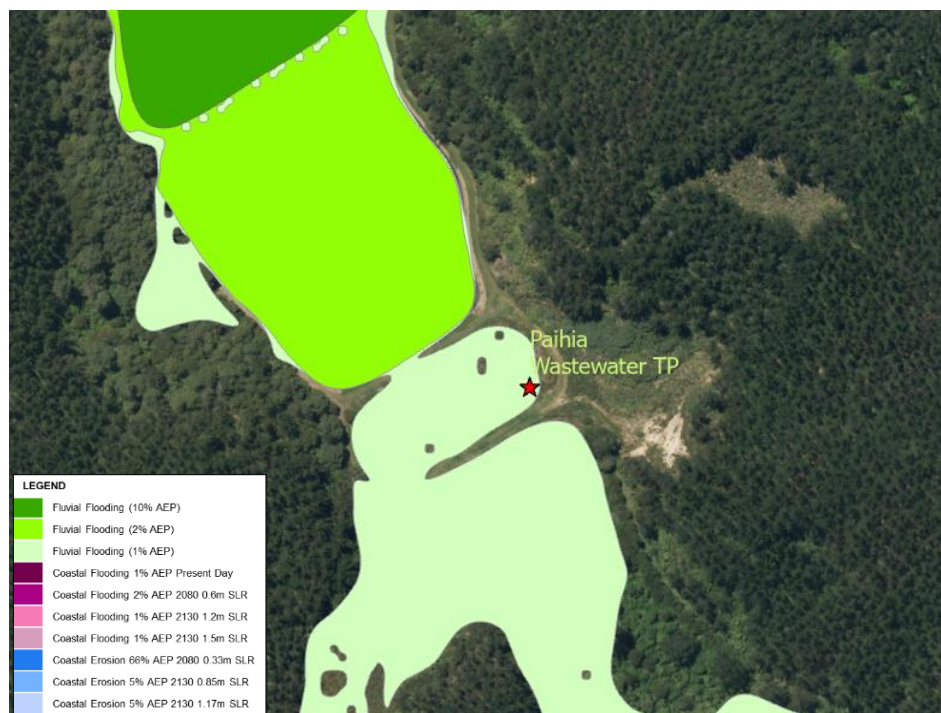 Paihia
Wastewater TP
LEGEND
Fluvial Flooding (10% AEP)
Fluvial Flooding (2% AEP)
Fluvial Flooding (1% AEP)
Coastal Flooding 1% AEP Present Day
Coastal Flooding 2% AEP 2080 0.6m SLR
Coastal Flooding 1% AEP 2130 1.2m SLR
Coastal Flooding 1% AEP 2130 1.5m SLR
Coastal Erosion 66% AEP 2080 0.33m SLR
Coastal Erosion 5% AEP 2130 0.85m SLR
Coastal Erosion 5% AEP 2130 1.17m SLR